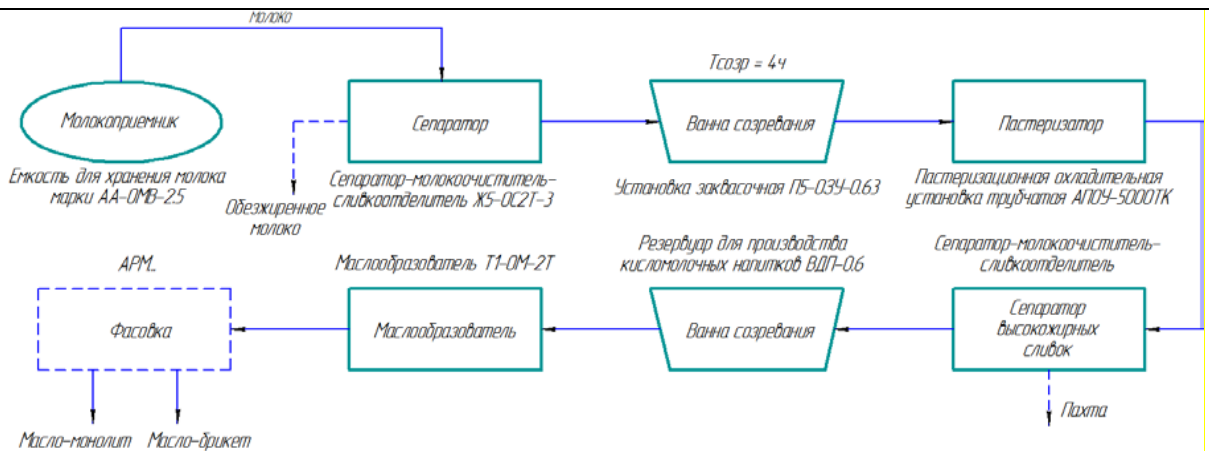 молоко
Молокоприемник
Емкость для хранения молока
марки АА-ОМВ-2.5
Обезжиренное
молоко
Сепаратор
Сепаратор-молокоочиститель-
сливкоотделитель Ж5-ОС2Т-3
Тсозр = 4ч
Ванна созревания
Установка заквасочная П5-ОЗУ-0.63
Пастеризатор
Пастеризационная охладительная
установка трубчатая АПОУ-5000ТК
Сепаратор-молокоочиститель-
сливкоотделитель
Сепаратор
высокожирных
сливок
Пахта
Резервуар для производства
кисломолочных напитков ВДП-0.6
Ванна созревания
Маслообразователь Т1-ОМ-2Т
Маслообразователь
АРМ_
Фасовка
Масло-монолит
Масло-брикет